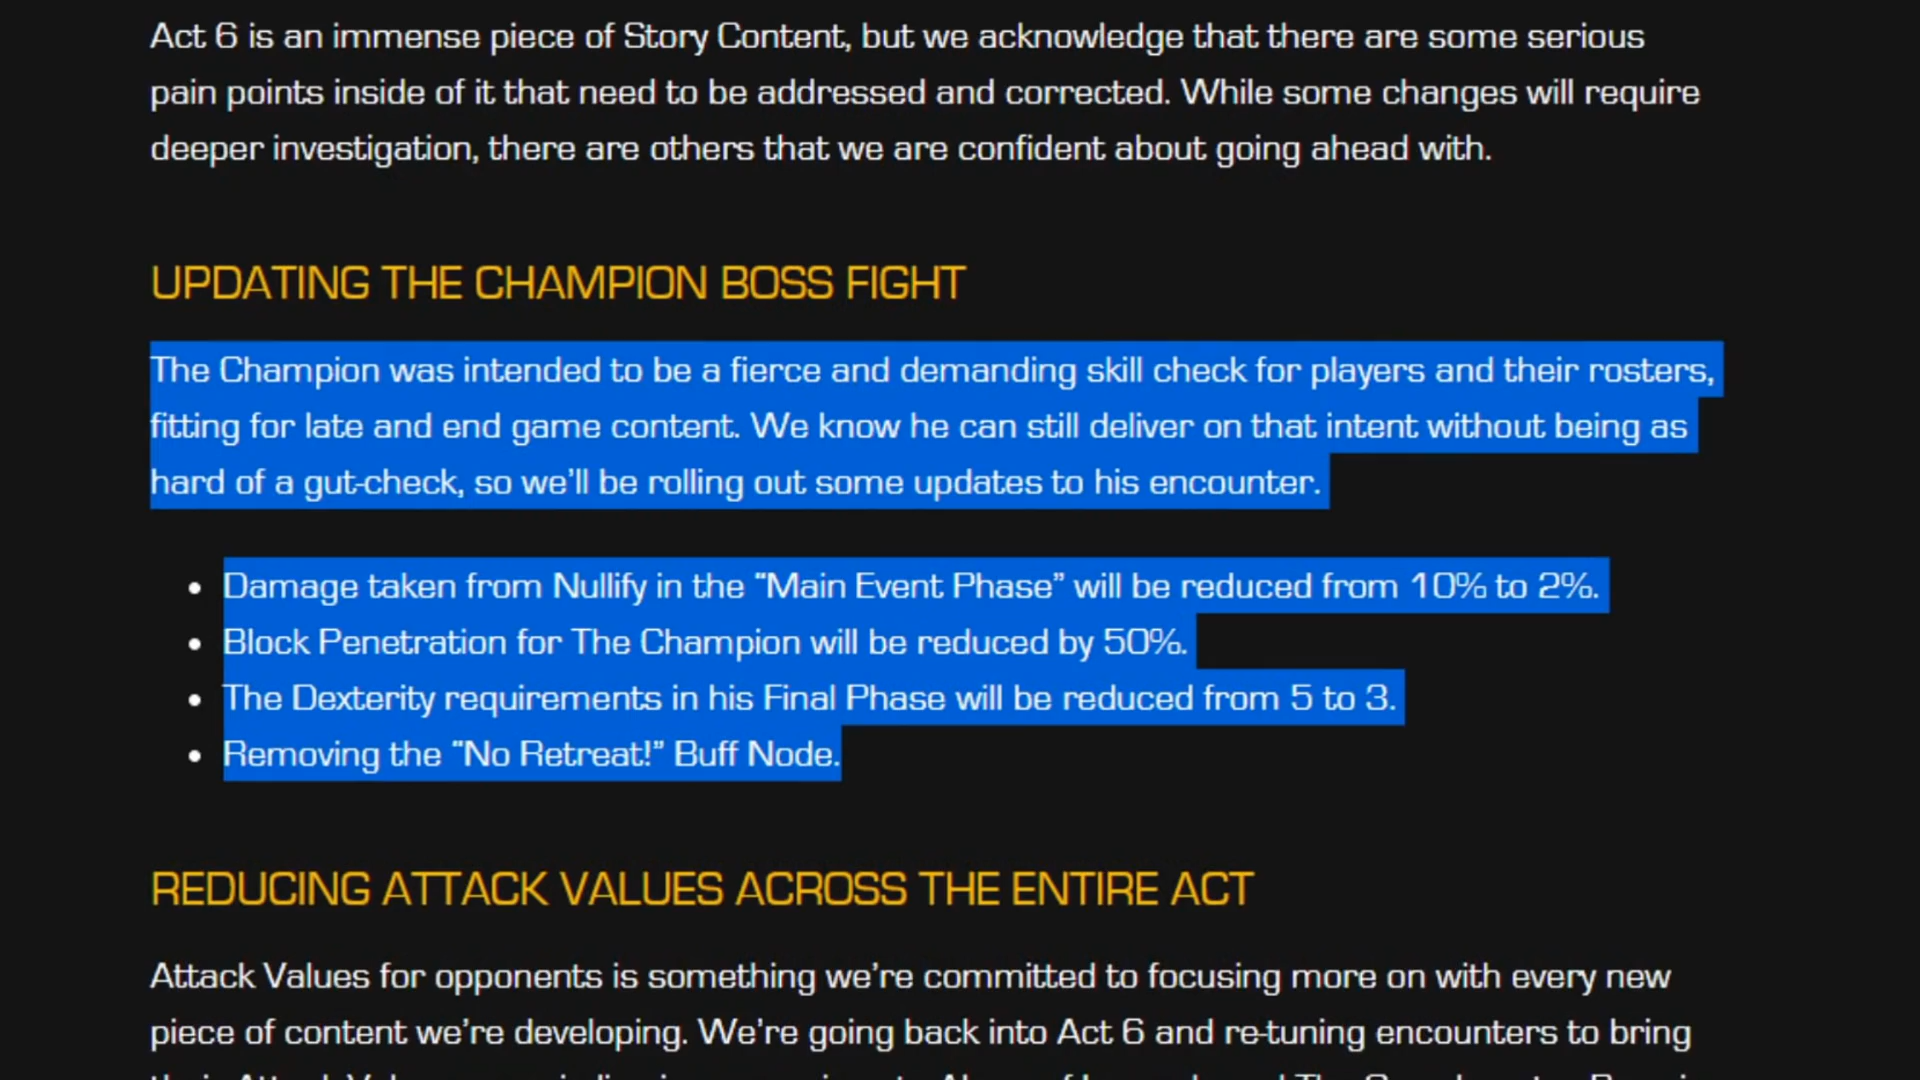 Act 6 is an immense piece of Story Content, but we acknowledge that there are some serious
pain points inside of it that need to be addressed and corrected. While some changes will require
deeper investigation, there are others that we are confident about going ahead with.
UPDATING THE CHAMPION BOSS FIGHT
The Champion was intended to be a fierce and demanding skill check for players and their rosters,
fitting for late and end game content. We know he can still deliver on that intent without being as
hard of a gut-check, so we’ll be rolling out some updates to his encounter.
• Damage taken from Nullify in the “Main Event Phase” will be reduced from 10% to 2%.
• Block Penetration for The Champion will be reduced by 50%.
• The Dexterity requirements in his Final Phase will be reduced from 5 to 3.
• Removing the “No Retreat!” Buff Node.
REDUCING ATTACK VALUES ACROSS THE ENTIRE ACT
Attack Values for opponents is something we’re committed to focusing more on with every new
piece of content we’re developing. We’re going back into Act 6 and re-tuning encounters to bring